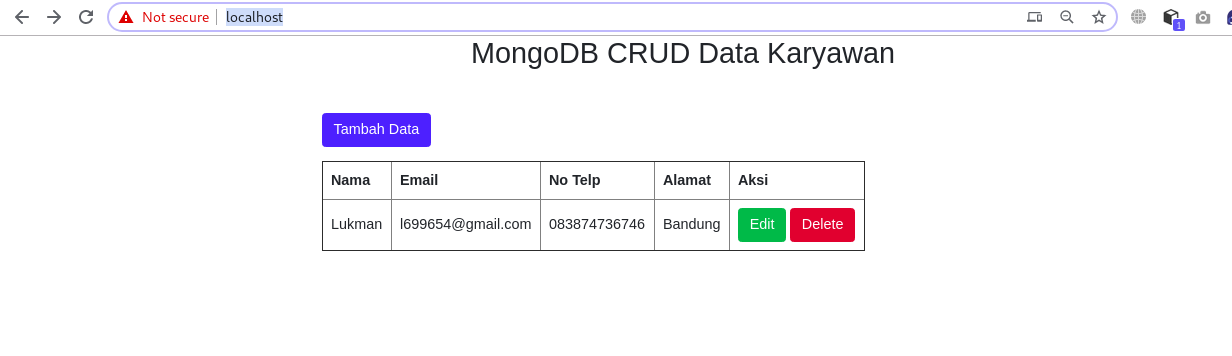 Not secure localhost
1
MongoDB CRUD Data Karyawan
Tambah Data
Nama Email No Telp Alamat Aksi
Lukman l699654@gmail.com 083874736746 Bandung Edit Delete